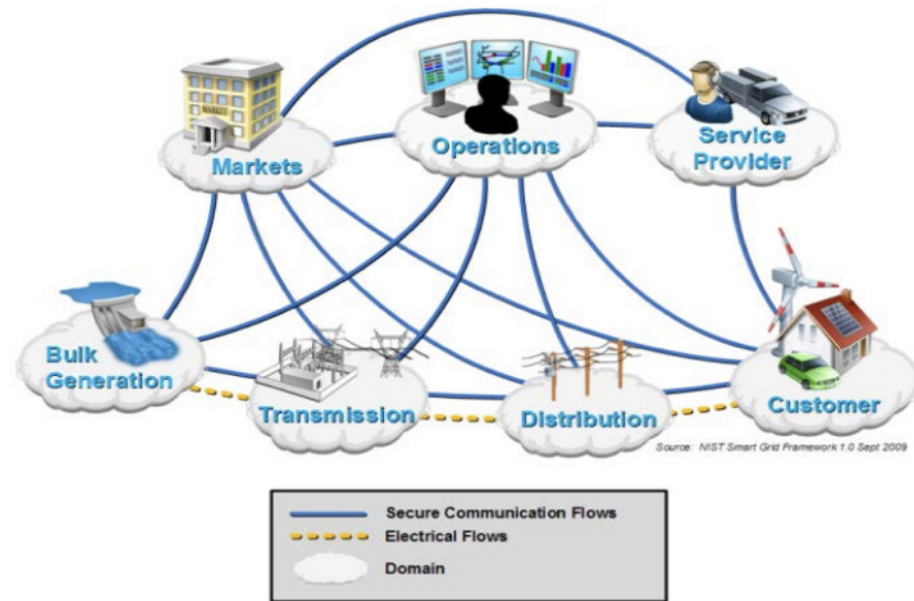 MARKET
Markets
Operations
Service
Provider
Bulk
Generation
Transmission
Distribution
Customer
Source: NIST Smart Grid Framework 1.0 Sept 2009
Secure Communication Flows
Electrical Flows
Domain